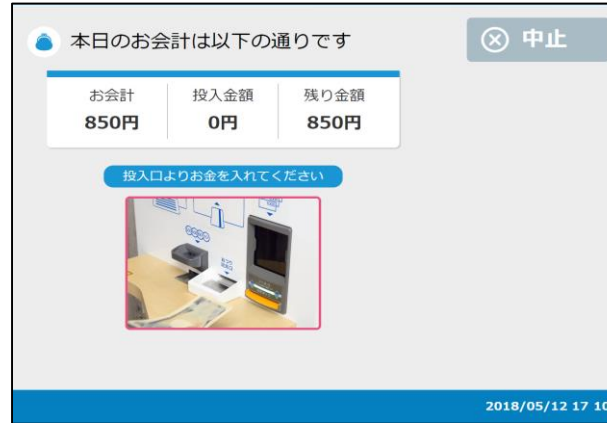 本日のお会計は以下の通りです
中止
お会計 投入金額 残り金額
850円 0円 850円
投入口よりお金を入れてください
2018/05/12 17 10